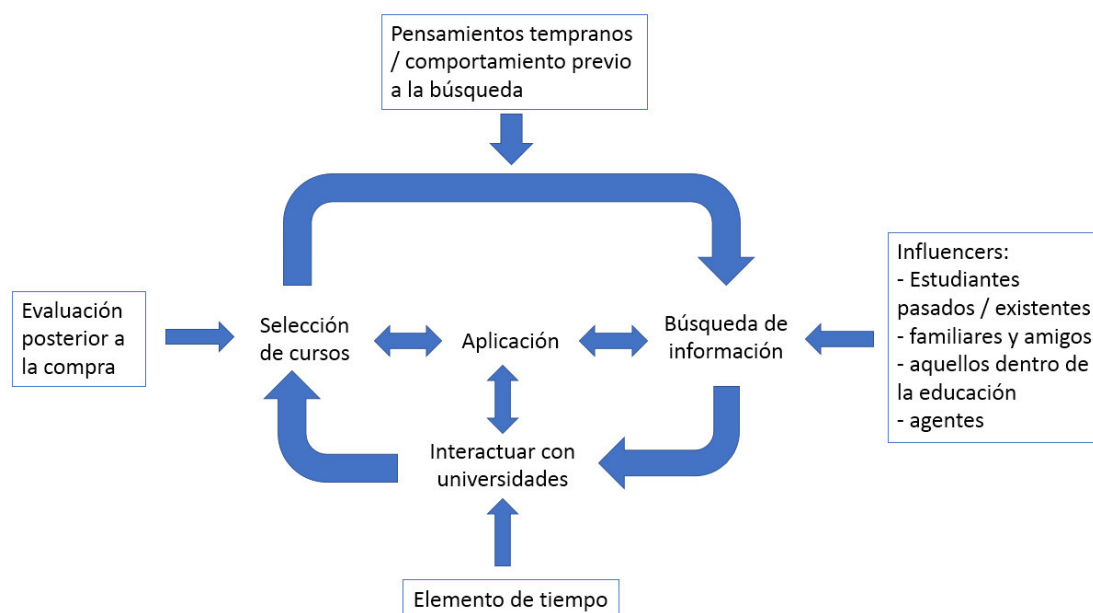 Pensamientos tempranos
/ comportamiento previo
a la búsqueda
Influencers:
- Estudiantes
pasados / existentes
- familiares y amigos
- aquellos dentro de
la educación
- agentes
Evaluación
posterior a
la compra
Selección
de cursos
Aplicación
Búsqueda de
información
Interactuar con
universidades
Elemento de tiempo